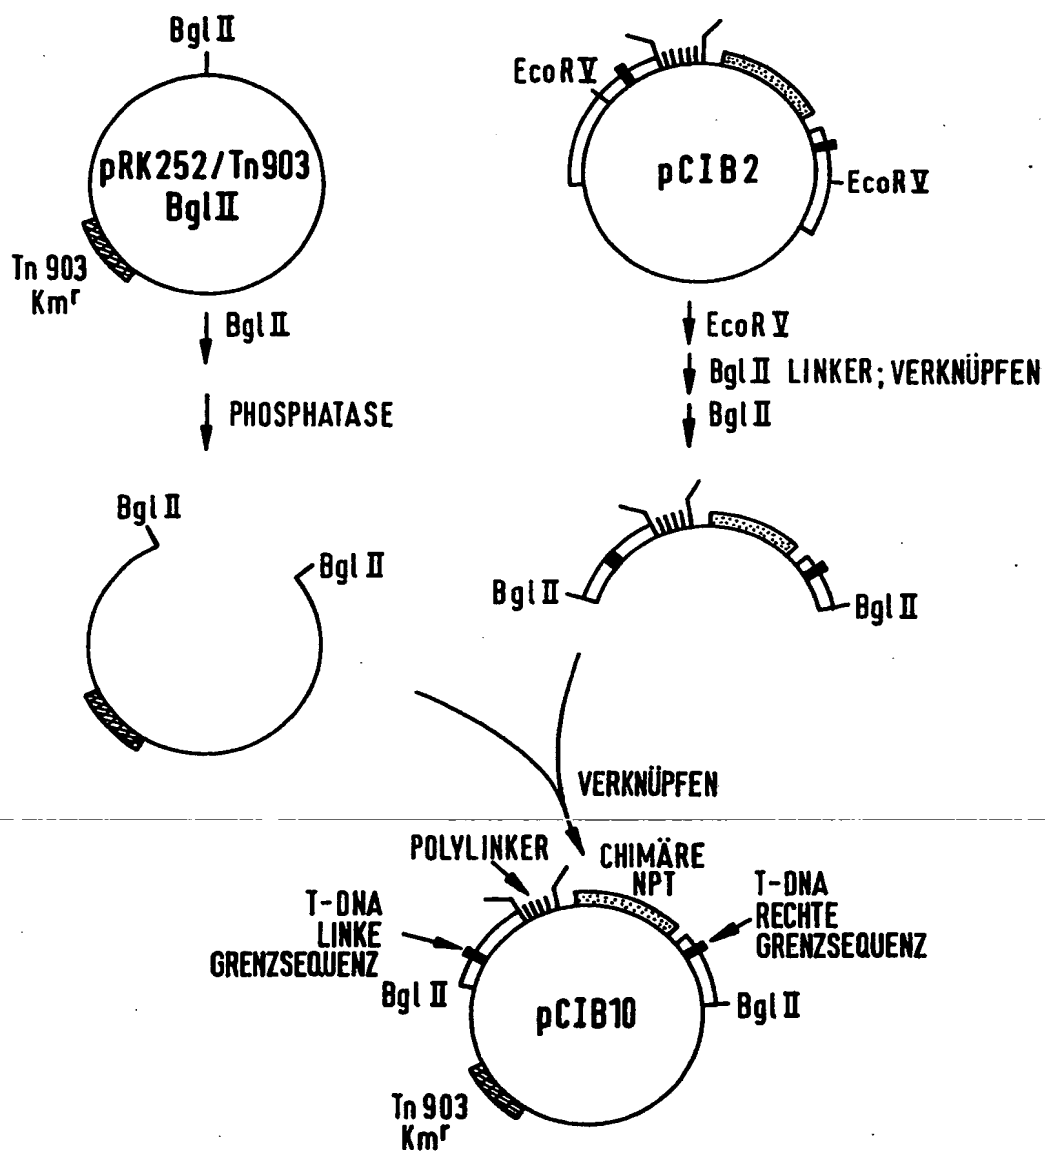 Bgl II
pRK252/Tn903
Bgl II
Tn 903
Kmr
Bgl II
PHOSPHATASE
EcoR V
pCIB2
EcoR V
EcoR V
Bgl II LINKER; VERKNÜPFEN
Bgl II
Bgl II
Bgl II
Bgl II
Bgl II
VERKNÜPFEN
POLYLINKER
CHIMÄRE
NPT
T-DNA
LINKE
GRENZSEQUENZ
T-DNA
RECHTE
GRENZSEQUENZ
Bgl II
Bgl II
pCIB10
Tn 903
Kmr